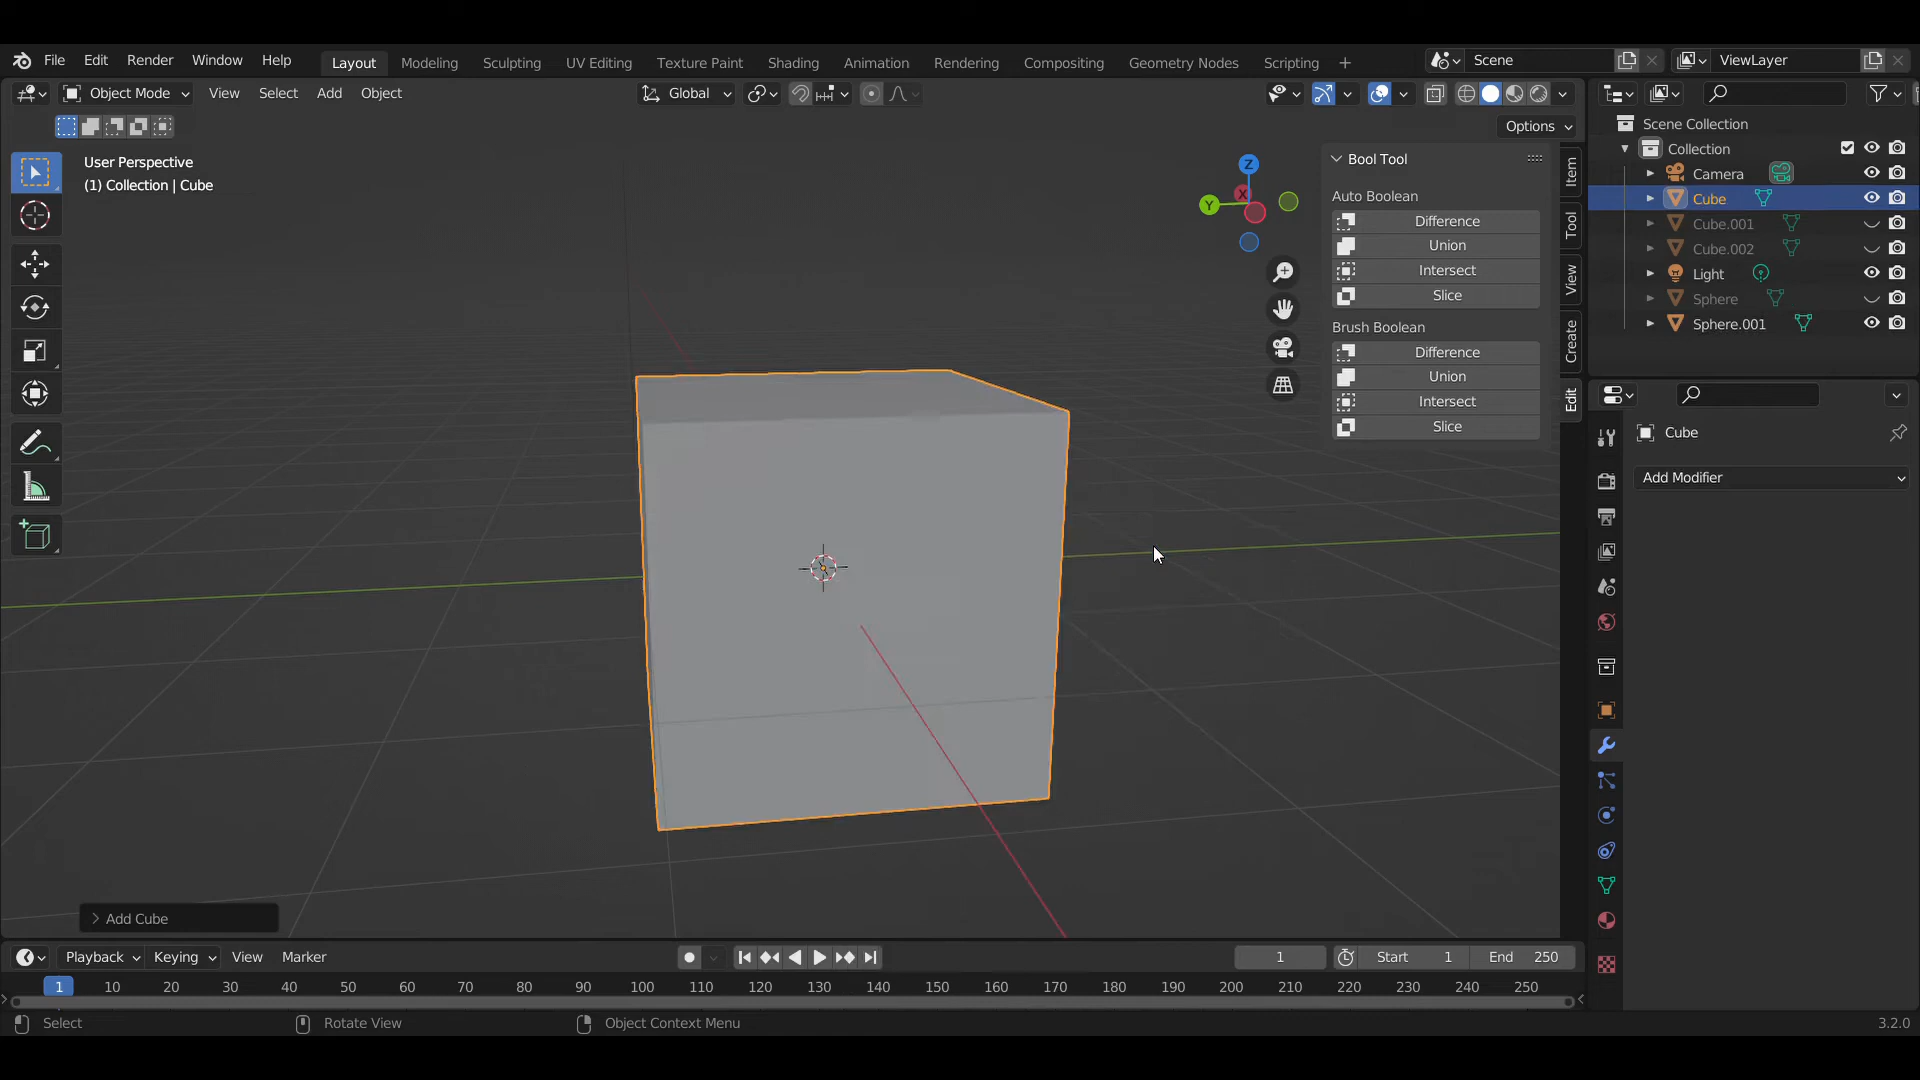 File Edit Render Window Help
Layout Modeling Sculpting UV Editing Texture Paint Shading Animation Rendering Compositing Geometry Nodes Scripting +
Scene
ViewLayer
Object Mode View Select Add Object
Global
Options
User Perspective
(1) Collection | Cube
Z
X
Y
Bool Tool
Auto Boolean
Difference
Union
Intersect
Slice
Brush Boolean
Difference
Union
Intersect
Slice
Item
Tool
View
Create
Edit
Scene Collection
Collection
Camera
Cube
Cube.001
Cube.002
Light
Sphere
Sphere.001
Cube
Add Modifier
Add Cube
Playback Keying View Marker
1
Start 1
End 250
1 10 20 30 40 50 60 70 80 90 100 110 120 130 140 150 160 170 180 190 200 210 220 230 240 250
Select
Rotate View
Object Context Menu
3.2.0